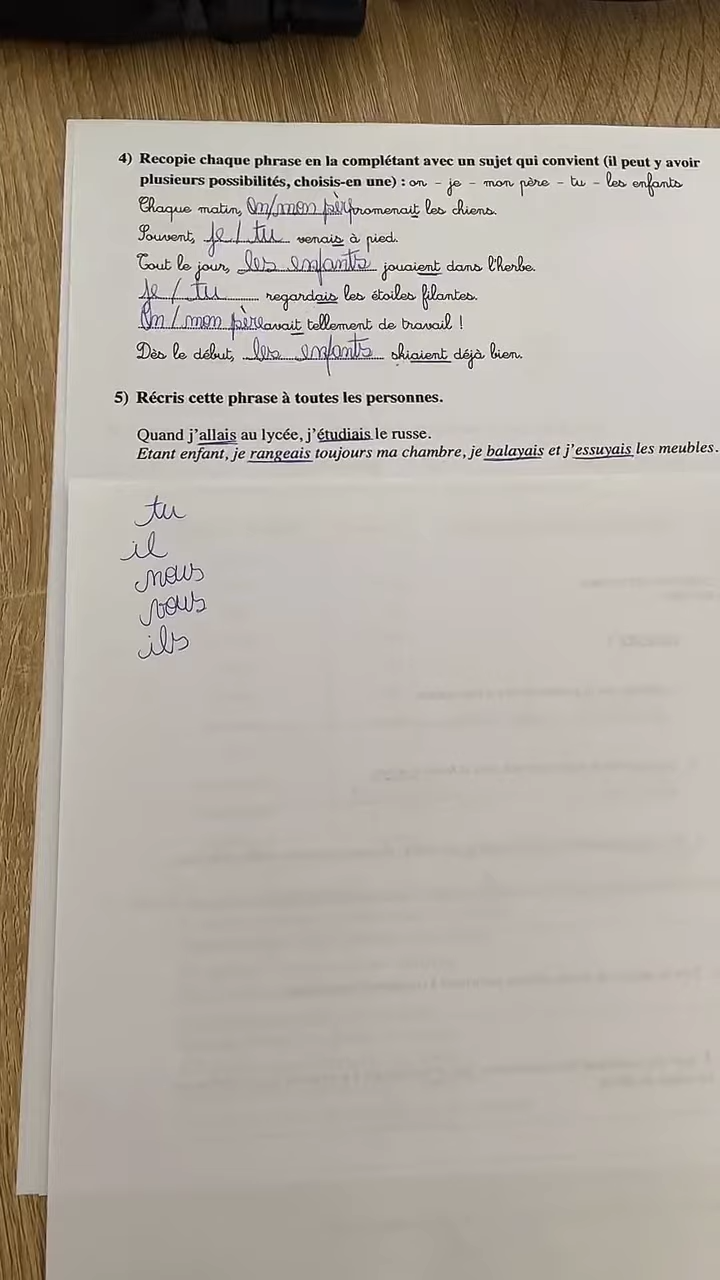 4) Recopie chaque phrase en la complétant avec un sujet qui convient (il peut y avoir
plusieurs possibilités, choisis-en une) : on - je - mon père - tu - les enfants
Chaque matin, On/mon père promenait les chiens.
Souvent, je / tu venais à pied.
Tout le jour, les enfants jouaient dans l'herbe.
Je / tu regardais les étoiles filantes.
On / mon père avait tellement de travail !
Dès le début, les enfants skiaient déjà bien.
5) Récris cette phrase à toutes les personnes.
Quand j'allais au lycée, j'étudiais le russe.
Etant enfant, je rangeais toujours ma chambre, je balayais et j'essuyais les meubles.
tu
il
nous
vous
ils